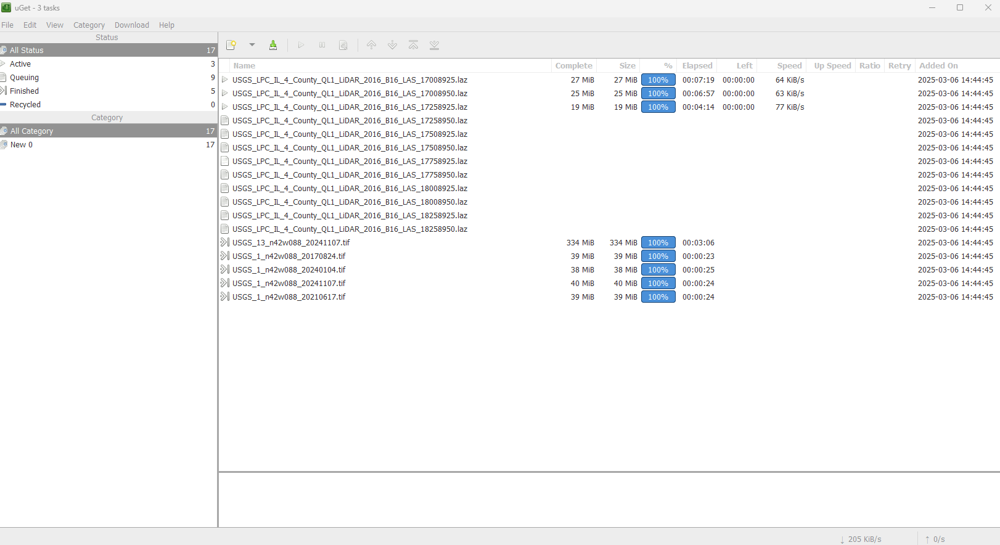 uGet - 3 tasks
File Edit View Category Download Help
Status
All Status 17
Active 3
Queuing 9
Finished 5
Recycled 0
Category
All Category 17
New 0 17
Name Complete Size % Elapsed Left Speed Up Speed Ratio Retry Added On
USGS_LPC_IL_4_County_QL1_LiDAR_2016_B16_LAS_17008925.laz 27 MiB 27 MiB 100% 00:07:19 00:00:00 64 KiB/s 2025-03-06 14:44:45
USGS_LPC_IL_4_County_QL1_LiDAR_2016_B16_LAS_17008950.laz 25 MiB 25 MiB 100% 00:06:57 00:00:00 63 KiB/s 2025-03-06 14:44:45
USGS_LPC_IL_4_County_QL1_LiDAR_2016_B16_LAS_17258925.laz 19 MiB 19 MiB 100% 00:04:14 00:00:00 77 KiB/s 2025-03-06 14:44:45
USGS_LPC_IL_4_County_QL1_LiDAR_2016_B16_LAS_17258950.laz 2025-03-06 14:44:45
USGS_LPC_IL_4_County_QL1_LiDAR_2016_B16_LAS_17508925.laz 2025-03-06 14:44:45
USGS_LPC_IL_4_County_QL1_LiDAR_2016_B16_LAS_17508950.laz 2025-03-06 14:44:45
USGS_LPC_IL_4_County_QL1_LiDAR_2016_B16_LAS_17758925.laz 2025-03-06 14:44:45
USGS_LPC_IL_4_County_QL1_LiDAR_2016_B16_LAS_17758950.laz 2025-03-06 14:44:45
USGS_LPC_IL_4_County_QL1_LiDAR_2016_B16_LAS_18008925.laz 2025-03-06 14:44:45
USGS_LPC_IL_4_County_QL1_LiDAR_2016_B16_LAS_18008950.laz 2025-03-06 14:44:45
USGS_LPC_IL_4_County_QL1_LiDAR_2016_B16_LAS_18258925.laz 2025-03-06 14:44:45
USGS_LPC_IL_4_County_QL1_LiDAR_2016_B16_LAS_18258950.laz 2025-03-06 14:44:45
USGS_13_n42w088_20241107.tif 334 MiB 334 MiB 100% 00:03:06 2025-03-06 14:44:45
USGS_1_n42w088_20170824.tif 39 MiB 39 MiB 100% 00:00:23 2025-03-06 14:44:45
USGS_1_n42w088_20240104.tif 38 MiB 38 MiB 100% 00:00:25 2025-03-06 14:44:45
USGS_1_n42w088_20241107.tif 40 MiB 40 MiB 100% 00:00:24 2025-03-06 14:44:45
USGS_1_n42w088_20210617.tif 39 MiB 39 MiB 100% 00:00:24 2025-03-06 14:44:45
↓ 205 KiB/s ↑ 0/s